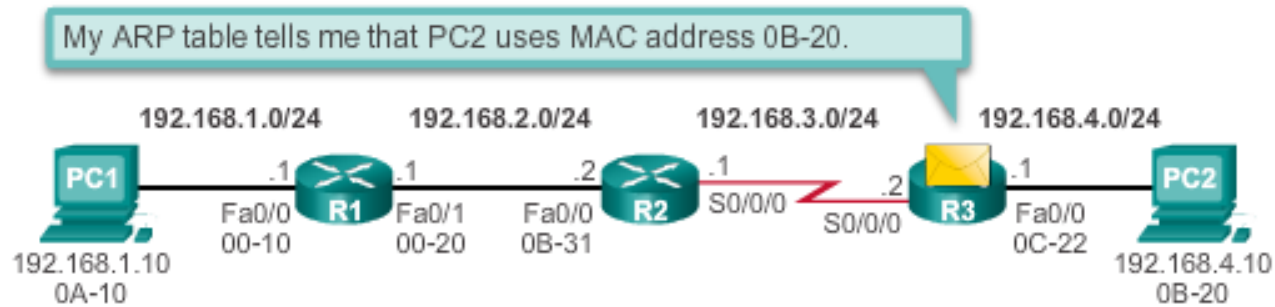 My ARP table tells me that PC2 uses MAC address 0B-20.
192.168.1.0/24 192.168.2.0/24 192.168.3.0/24 192.168.4.0/24
PC1 .1 R1 .1 .2 R2 .1 .2 R3 .1 PC2
Fa0/0 Fa0/1 Fa0/0 S0/0/0 S0/0/0 Fa0/0
00-10 00-20 0B-31 0C-22
192.168.1.10 192.168.4.10
0A-10 0B-20